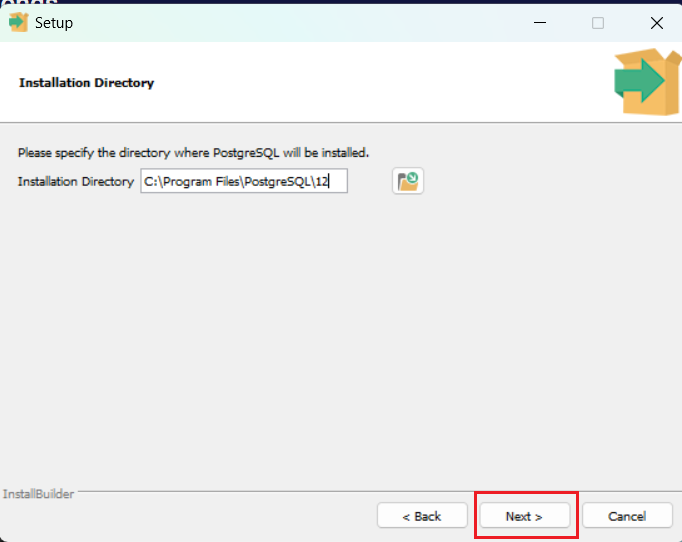 Setup
Installation Directory
Please specify the directory where PostgreSQL will be installed.
Installation Directory C:\Program Files\PostgreSQL\12
InstallBuilder
< Back Next > Cancel